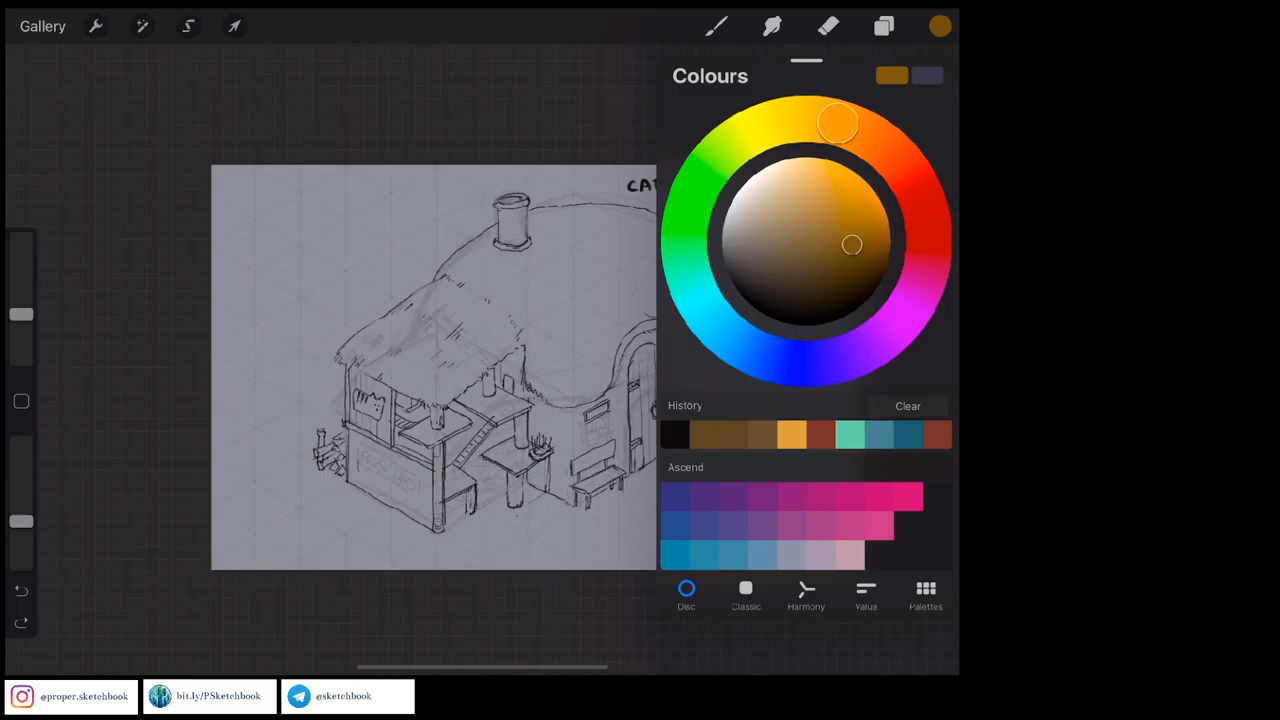 Gallery
Colours
CAT
History
Clear
Ascend
Disc
Classic
Harmony
Value
Palettes
@proper.sketchbook
bit.ly/PSketchbook
@sketchbook